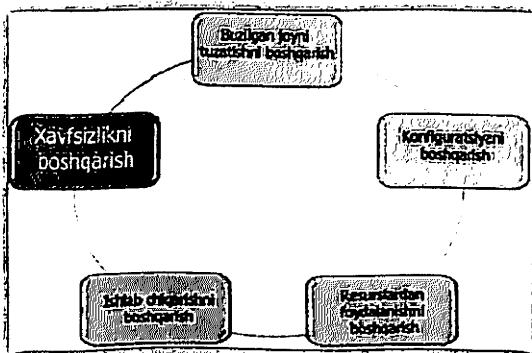 Buzilgan joyni
tuzatishni boshqarish
Konfiguratsiyani
boshqarish
Resurslardan
foydalanishni
boshqarish
Ishlab chiqarishni
boshqarish
Xavfsizlikni
boshqarish